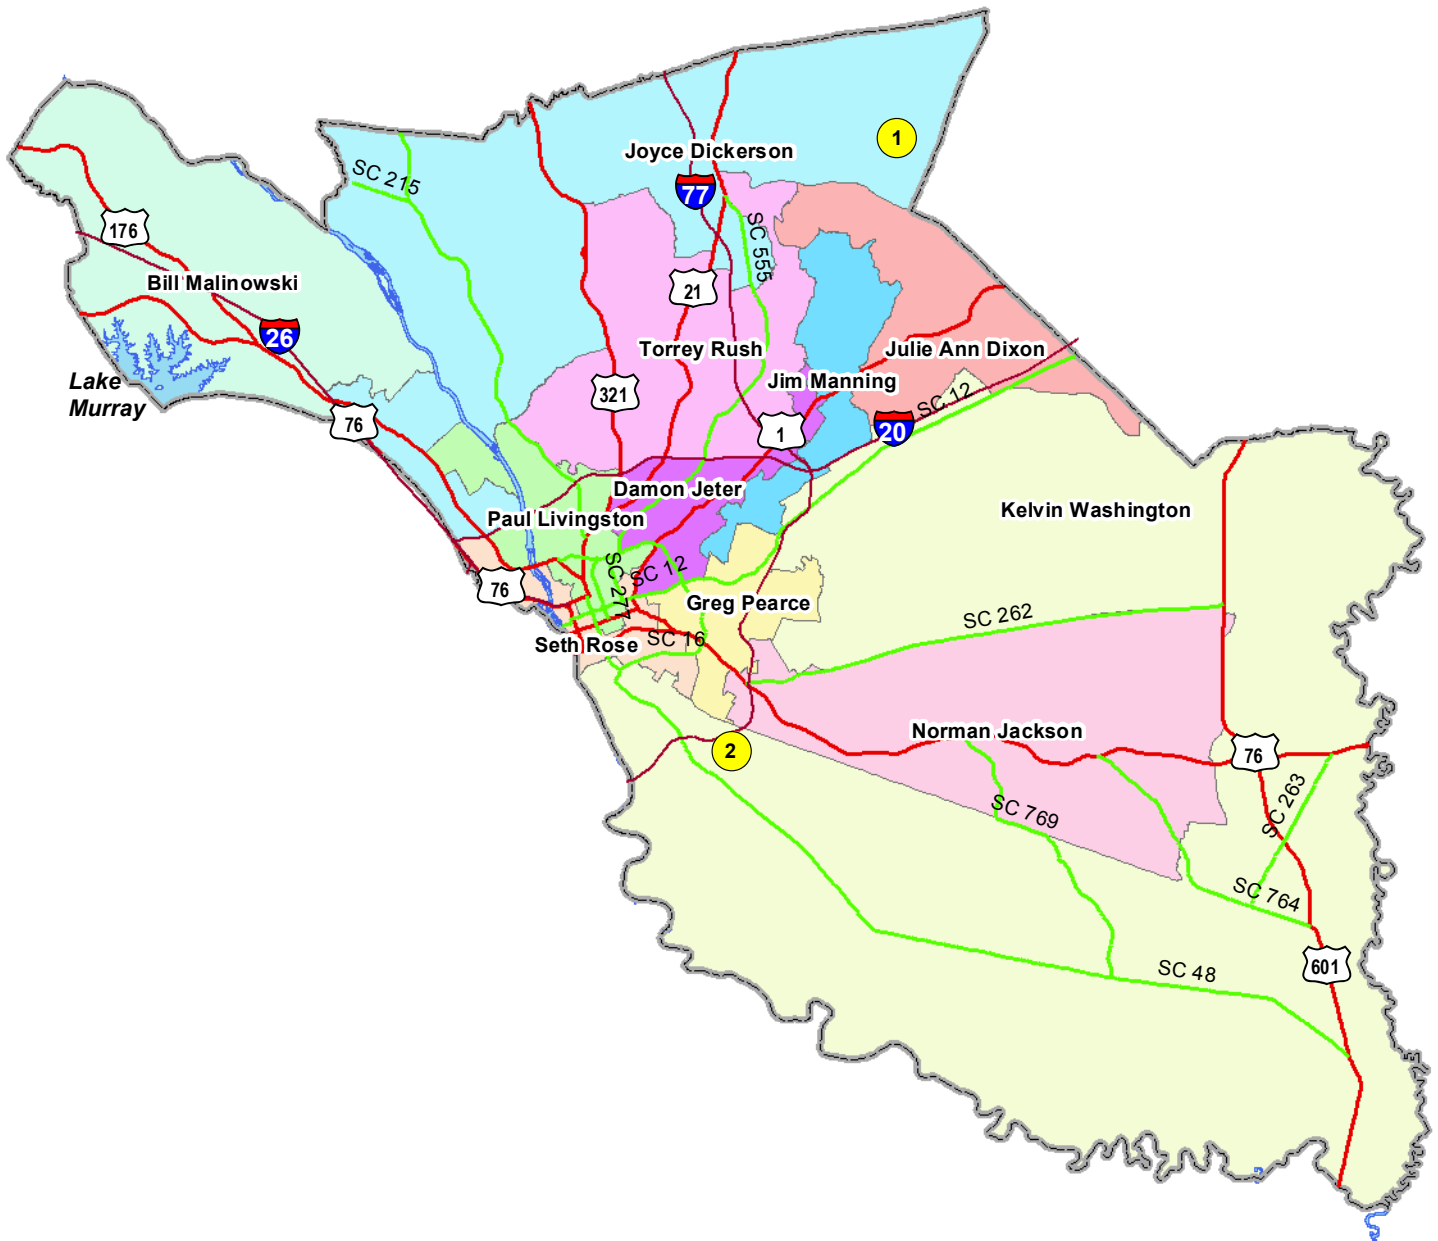 1
Joyce Dickerson
SC 215
77
176
SC 555
Bill Malinowski
21
26
Torrey Rush
Julie Ann Dixon
Lake
Murray
Jim Manning
321
SC 12
76
1
20
Damon Jeter
Kelvin Washington
Paul Livingston
SC 12
SC 277
76
Greg Pearce
SC 262
Seth Rose
SC 16
Norman Jackson
2
76
SC 263
SC 769
SC 764
601
SC 48